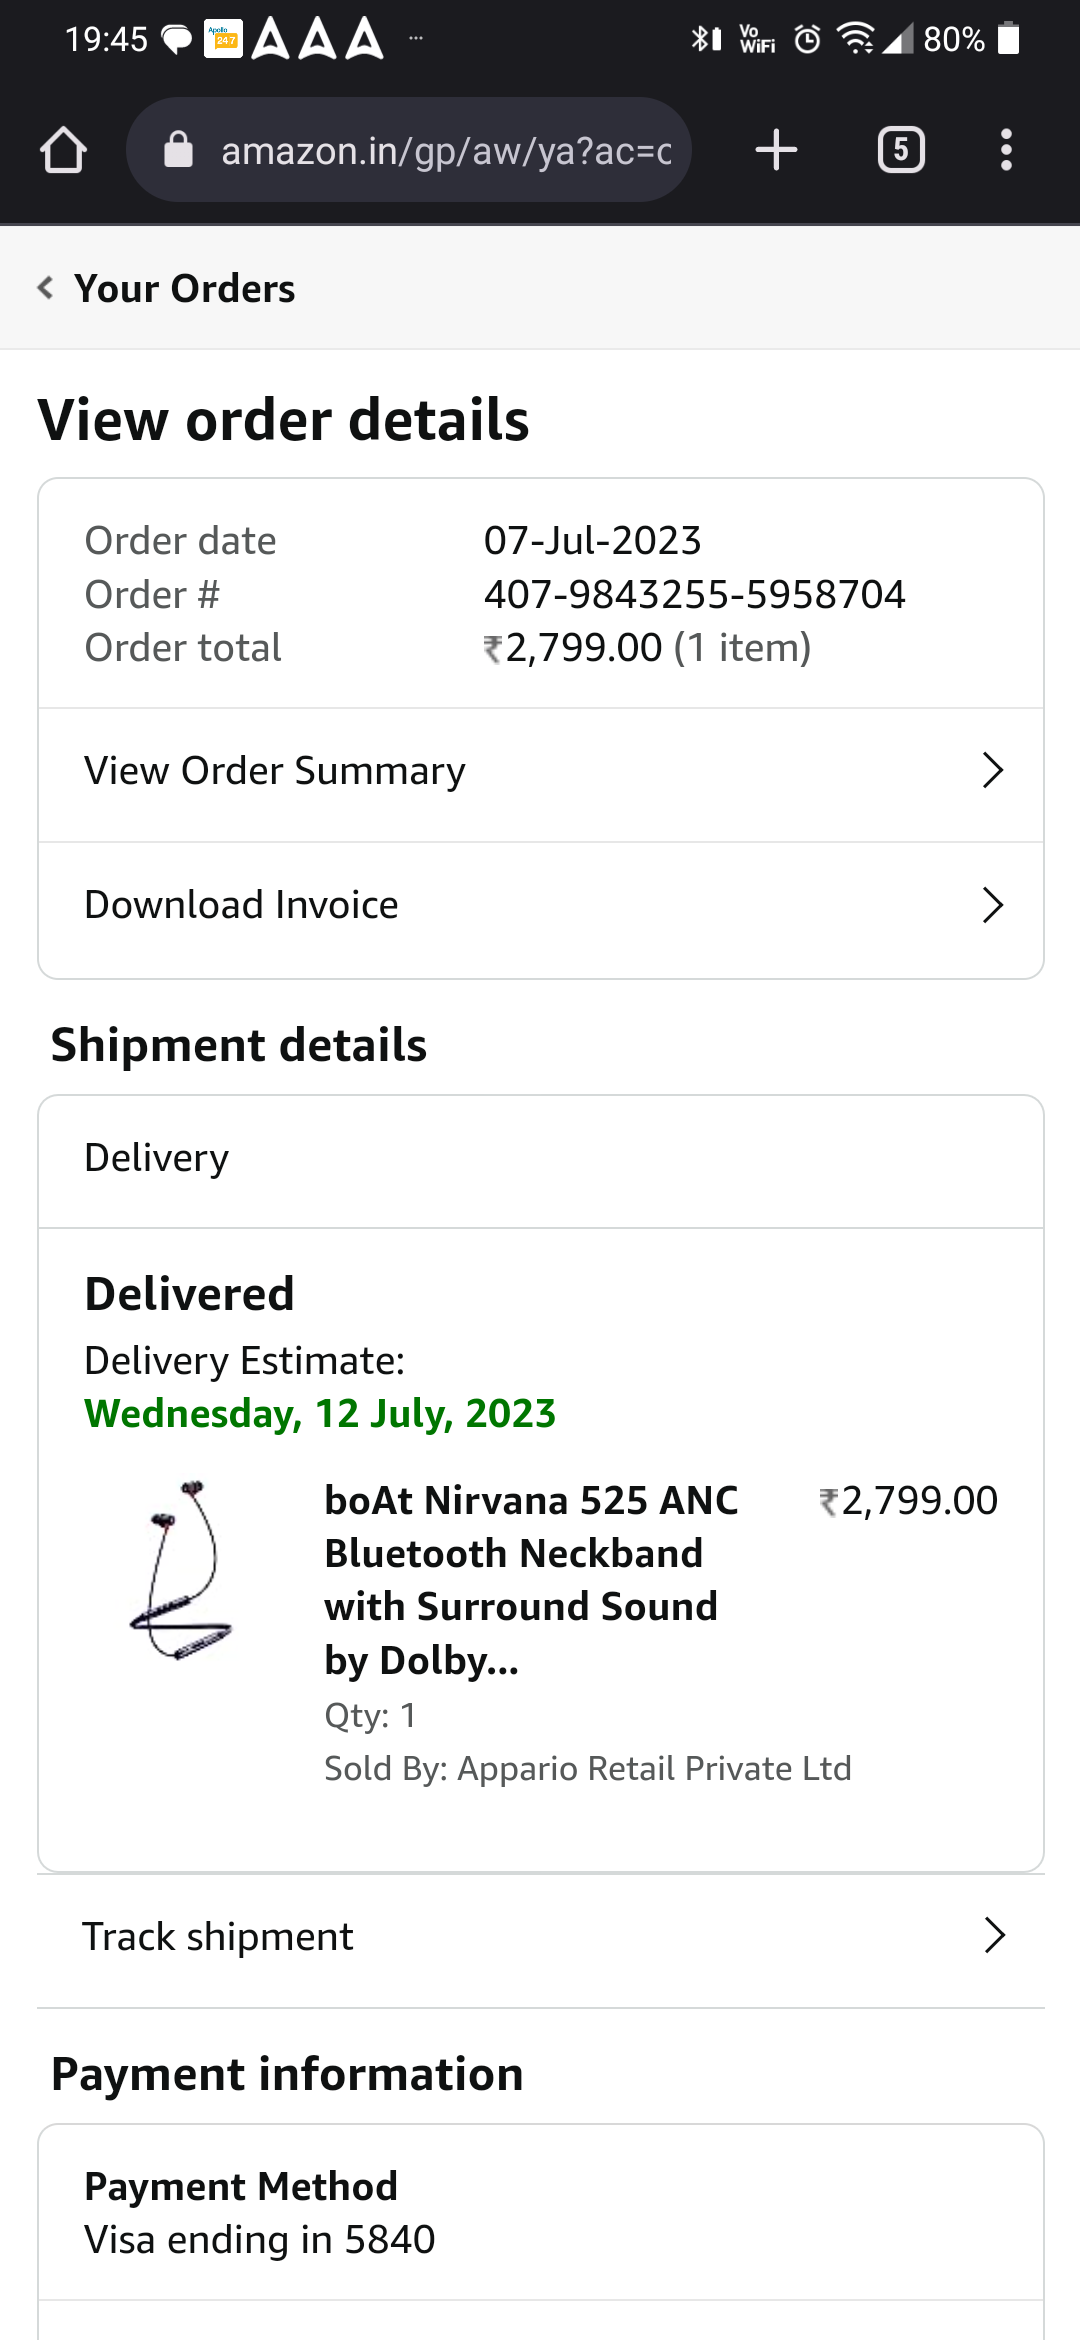 19:45 Apollo 247 ... Vo WiFi 80%
amazon.in/gp/aw/ya?ac=c 5
Your Orders
View order details
Order date 07-Jul-2023
Order # 407-9843255-5958704
Order total ₹2,799.00 (1 item)
View Order Summary
Download Invoice
Shipment details
Delivery
Delivered
Delivery Estimate:
Wednesday, 12 July, 2023
boAt Nirvana 525 ANC ₹2,799.00
Bluetooth Neckband
with Surround Sound
by Dolby...
Qty: 1
Sold By: Appario Retail Private Ltd
Track shipment
Payment information
Payment Method
Visa ending in 5840